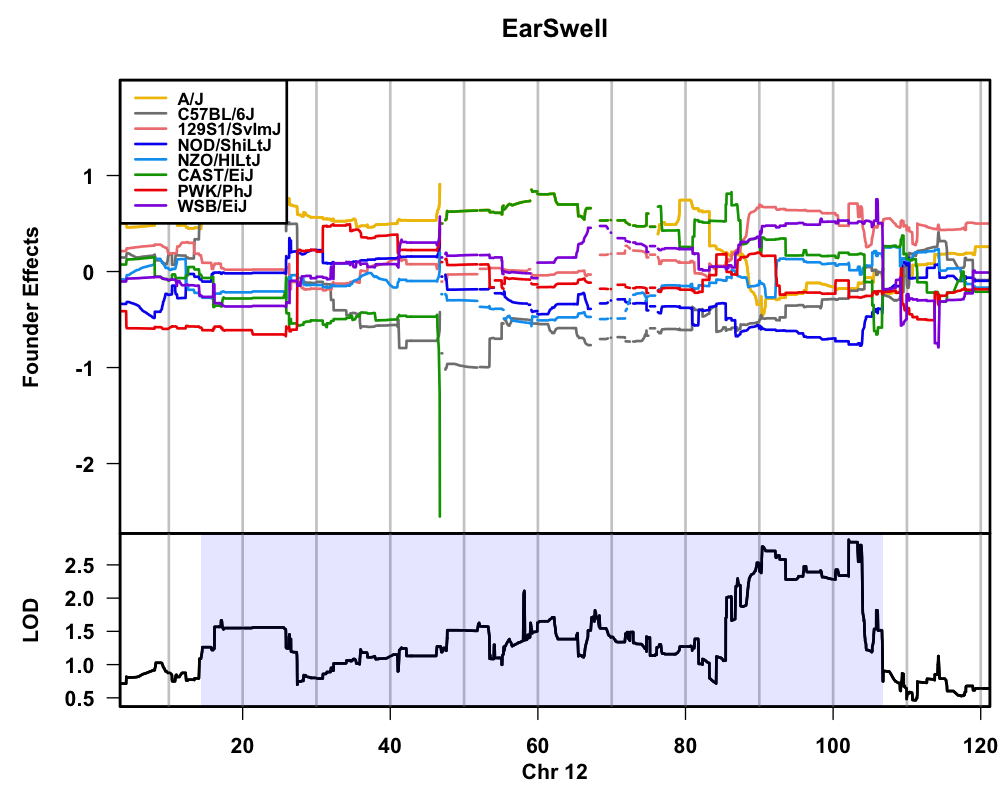 EarSwell
A/J
C57BL/6J
129S1/SvImJ
NOD/ShiLtJ
NZO/HlLtJ
CAST/EiJ
PWK/PhJ
WSB/EiJ
Founder Effects
1
0
-1
-2
LOD
2.5
2.0
1.5
1.0
0.5
20 40 60 80 100 120
Chr 12